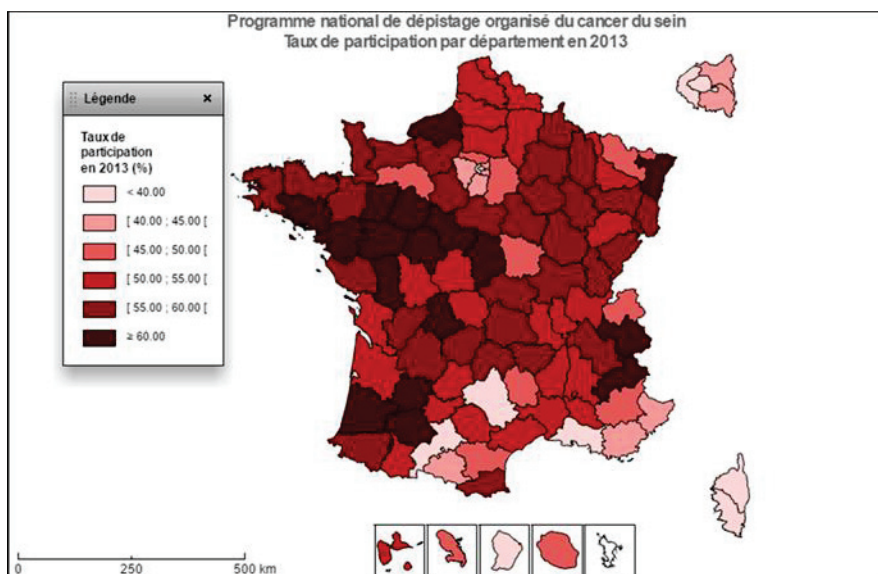 Programme national de dépistage organisé du cancer du sein
Taux de participation par département en 2013
Légende ×
Taux de
participation
en 2013 (%)
< 40.00
[ 40.00 ; 45.00 [
[ 45.00 ; 50.00 [
[ 50.00 ; 55.00 [
[ 55.00 ; 60.00 [
≥ 60.00
0 250 500 km